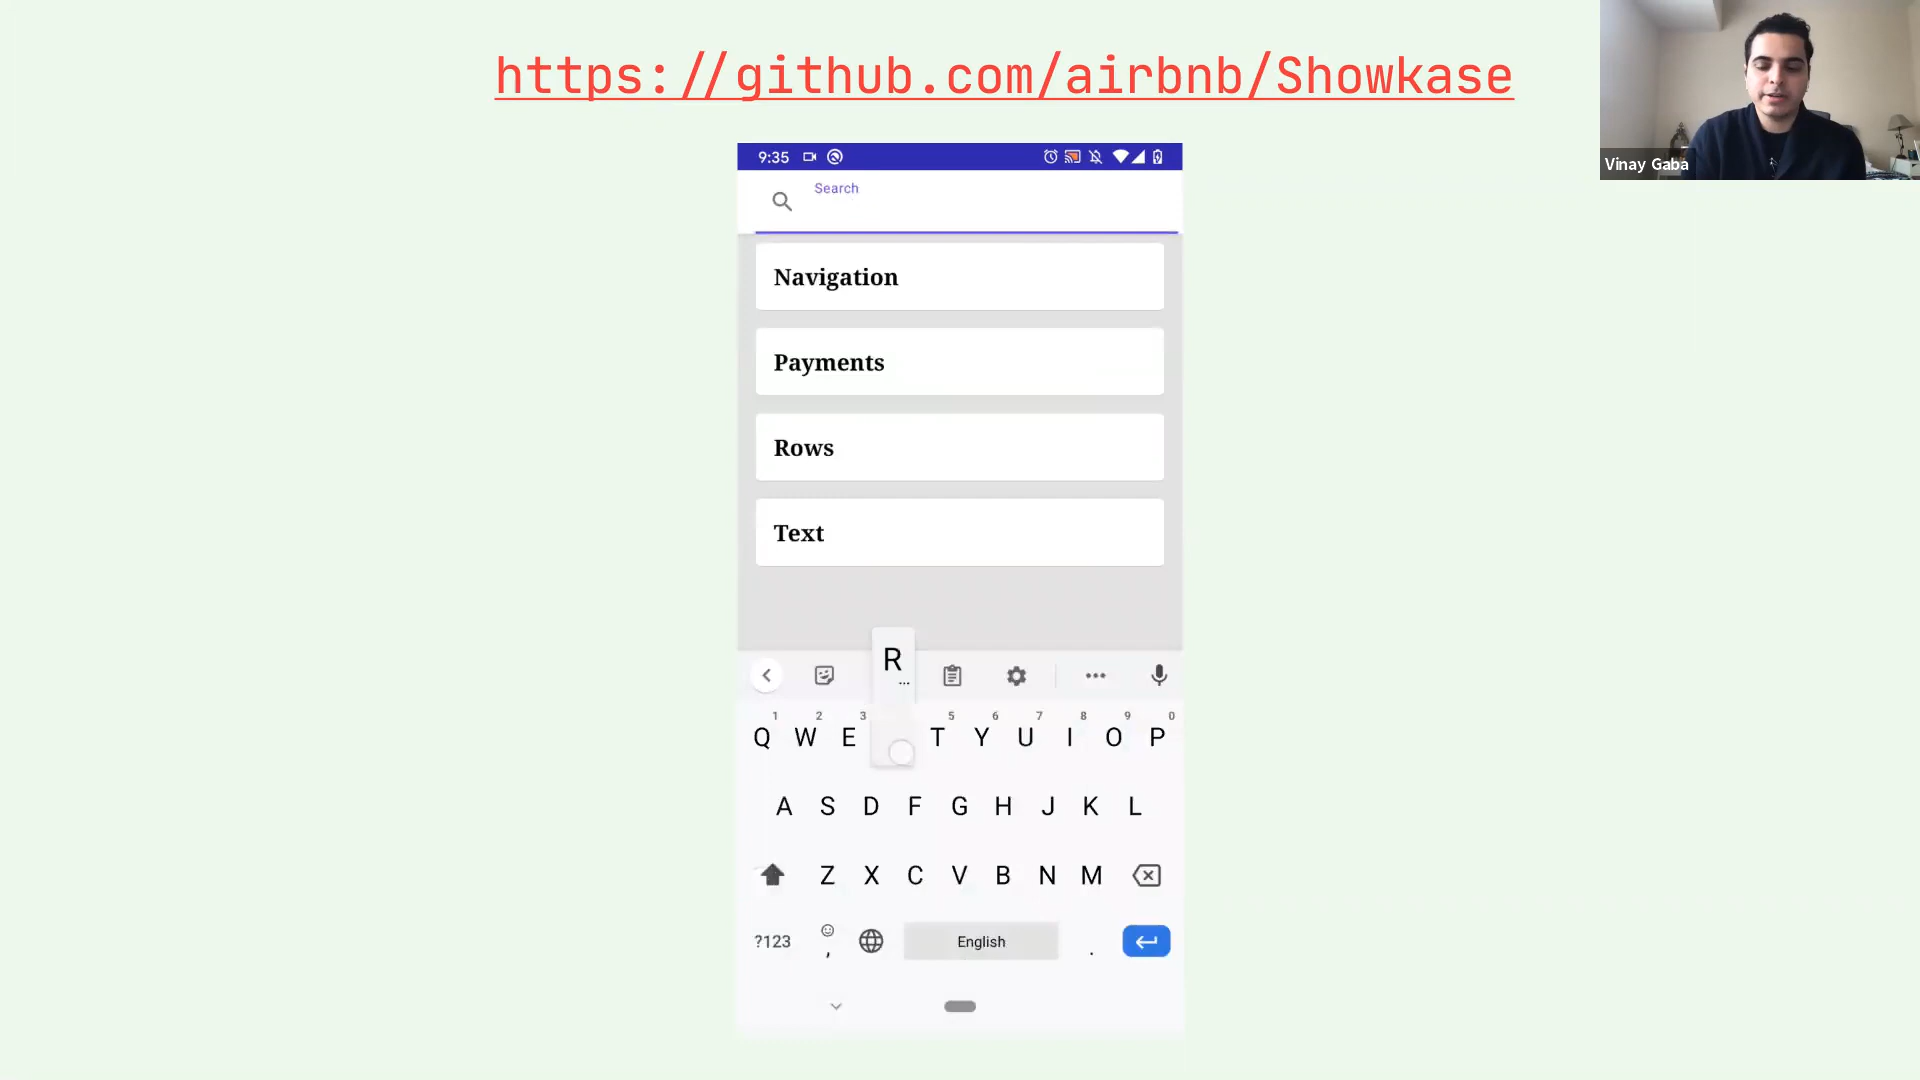 https://github.com/airbnb/Showkase
Vinay Gaba
9:35
Search
Navigation
Payments
Rows
Text
R
...
1 2 3 5 6 7 8 9 0
Q W E T Y U I O P
A S D F G H J K L
Z X C V B N M
?123 , English .